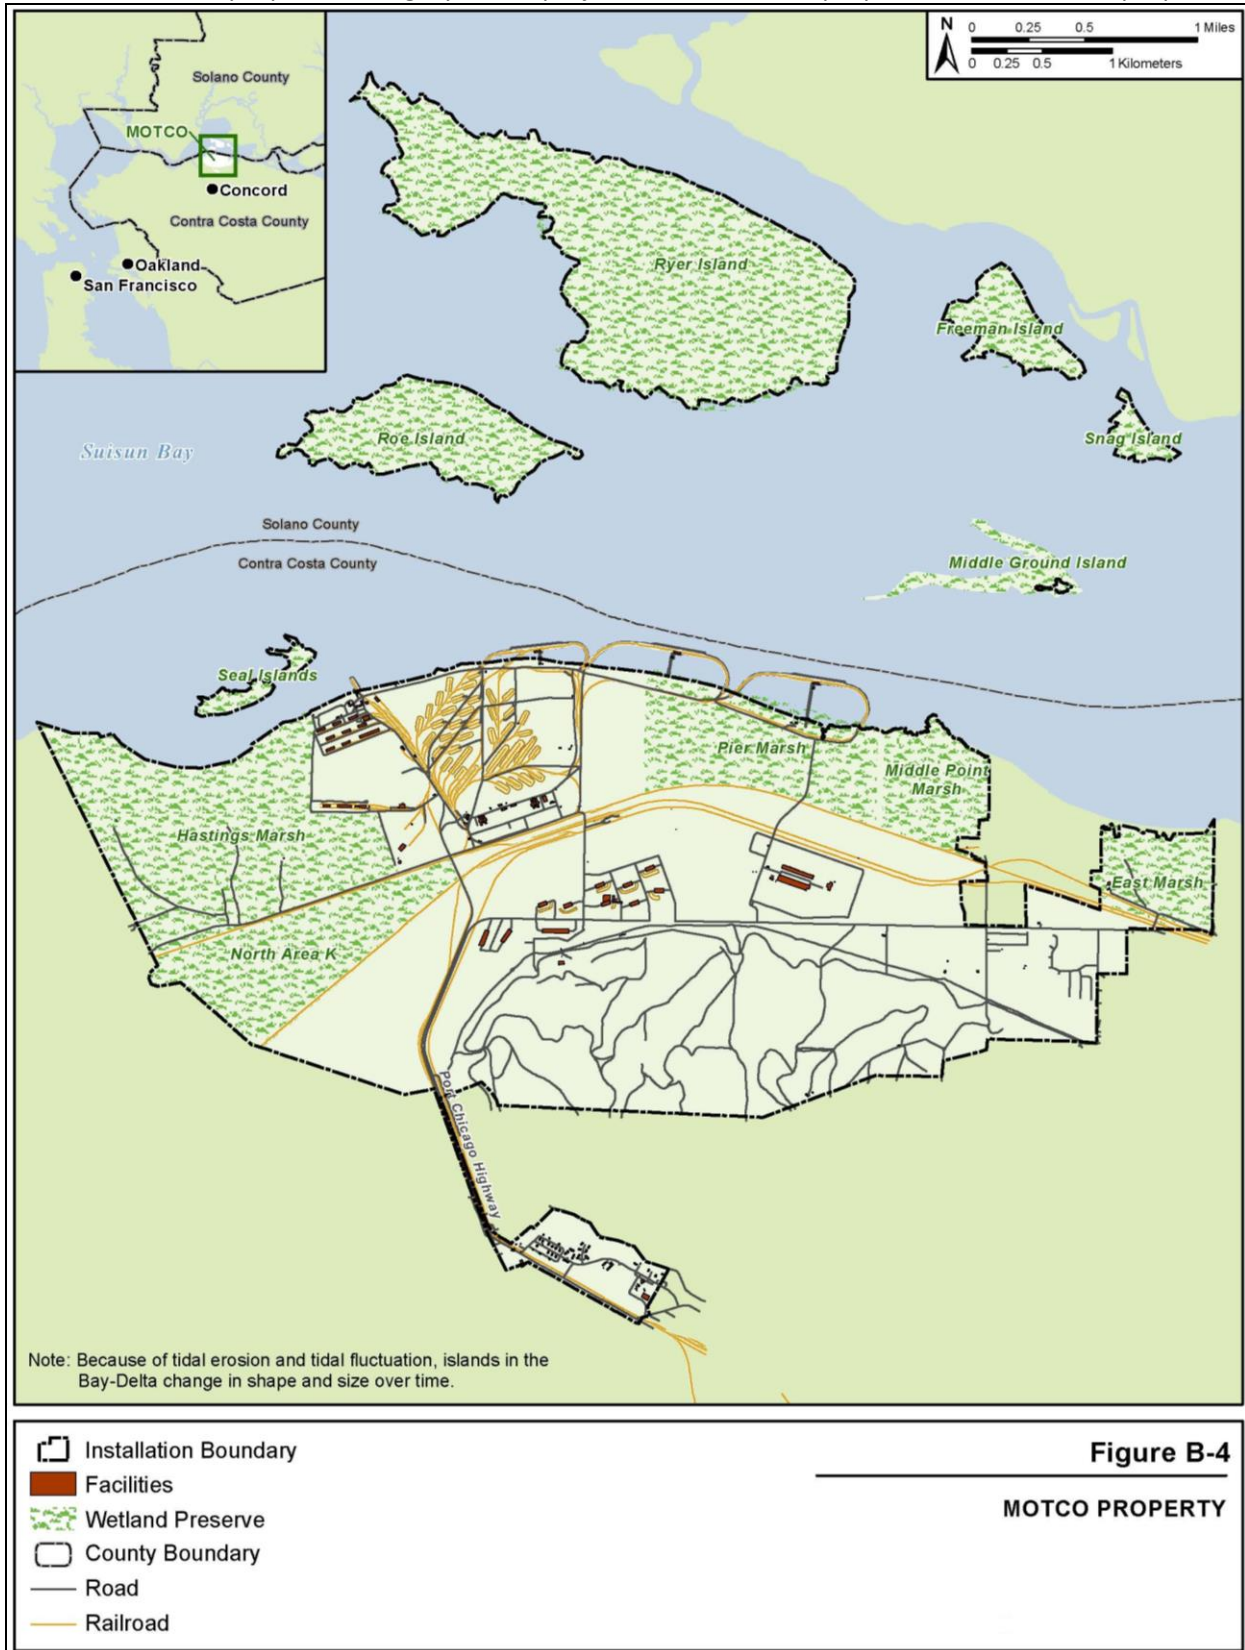 N
0 0.25 0.5 1 Miles
0 0.25 0.5 1 Kilometers
Solano County
MOTCO
Concord
Contra Costa County
Oakland
San Francisco
Ryer Island
Freeman Island
Roe Island
Snag Island
Suisun Bay
Solano County
Contra Costa County
Middle Ground Island
Seal Islands
Pier Marsh
Middle Point
Marsh
Hastings Marsh
East Marsh
North Area K
Port Chicago Highway
Note: Because of tidal erosion and tidal fluctuation, islands in the
Bay-Delta change in shape and size over time.
Installation Boundary
Facilities
Wetland Preserve
County Boundary
Road
Railroad
Figure B-4
MOTCO PROPERTY